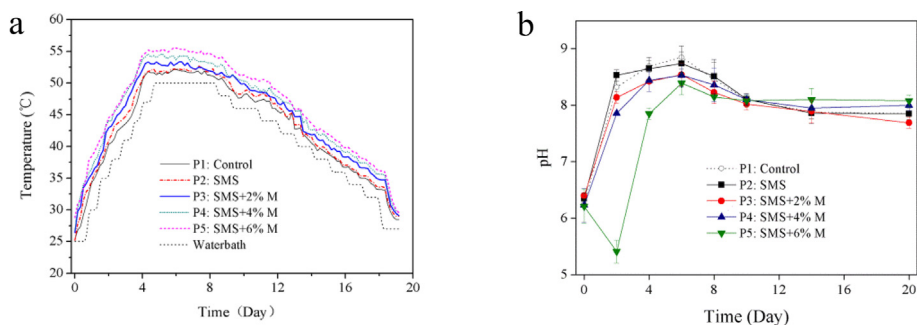 a
60
55
50
45
40
35
30
25
20
Temperature (℃)
P1: Control
P2: SMS
P3: SMS+2% M
P4: SMS+4% M
P5: SMS+6% M
Waterbath
0 4 8 12 16 20
Time (Day)
b
9
8
7
6
5
pH
P1: Control
P2: SMS
P3: SMS+2% M
P4: SMS+4% M
P5: SMS+6% M
0 4 8 12 16 20
Time (Day)